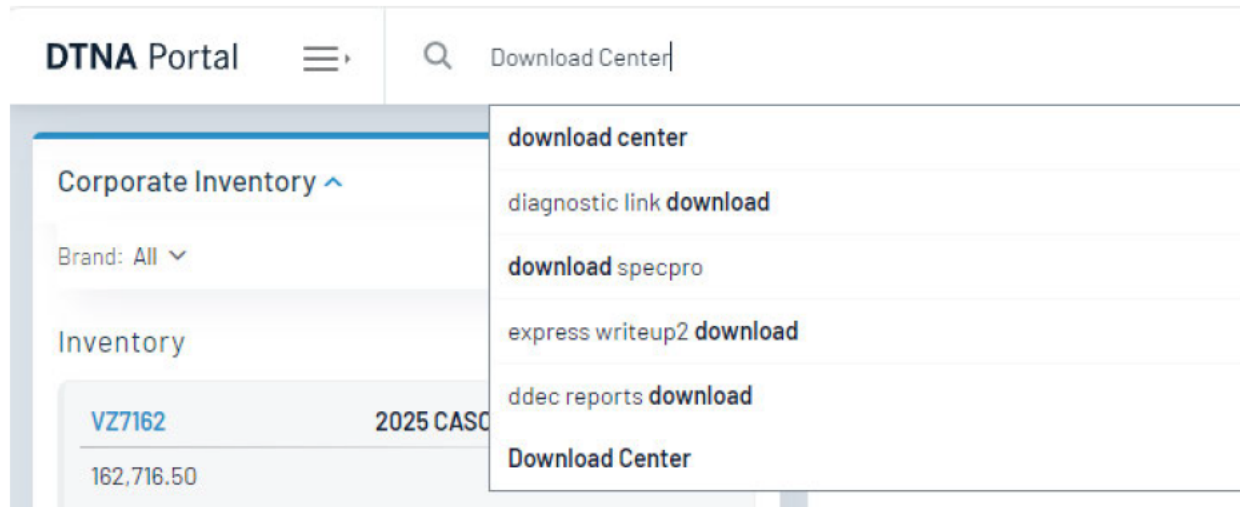 DTNA Portal
Download Center
download center
Corporate Inventory
diagnostic link download
Brand: All
download specpro
express writeup2 download
Inventory
ddec reports download
VZ7162 2025 CASC
Download Center
162,716.50